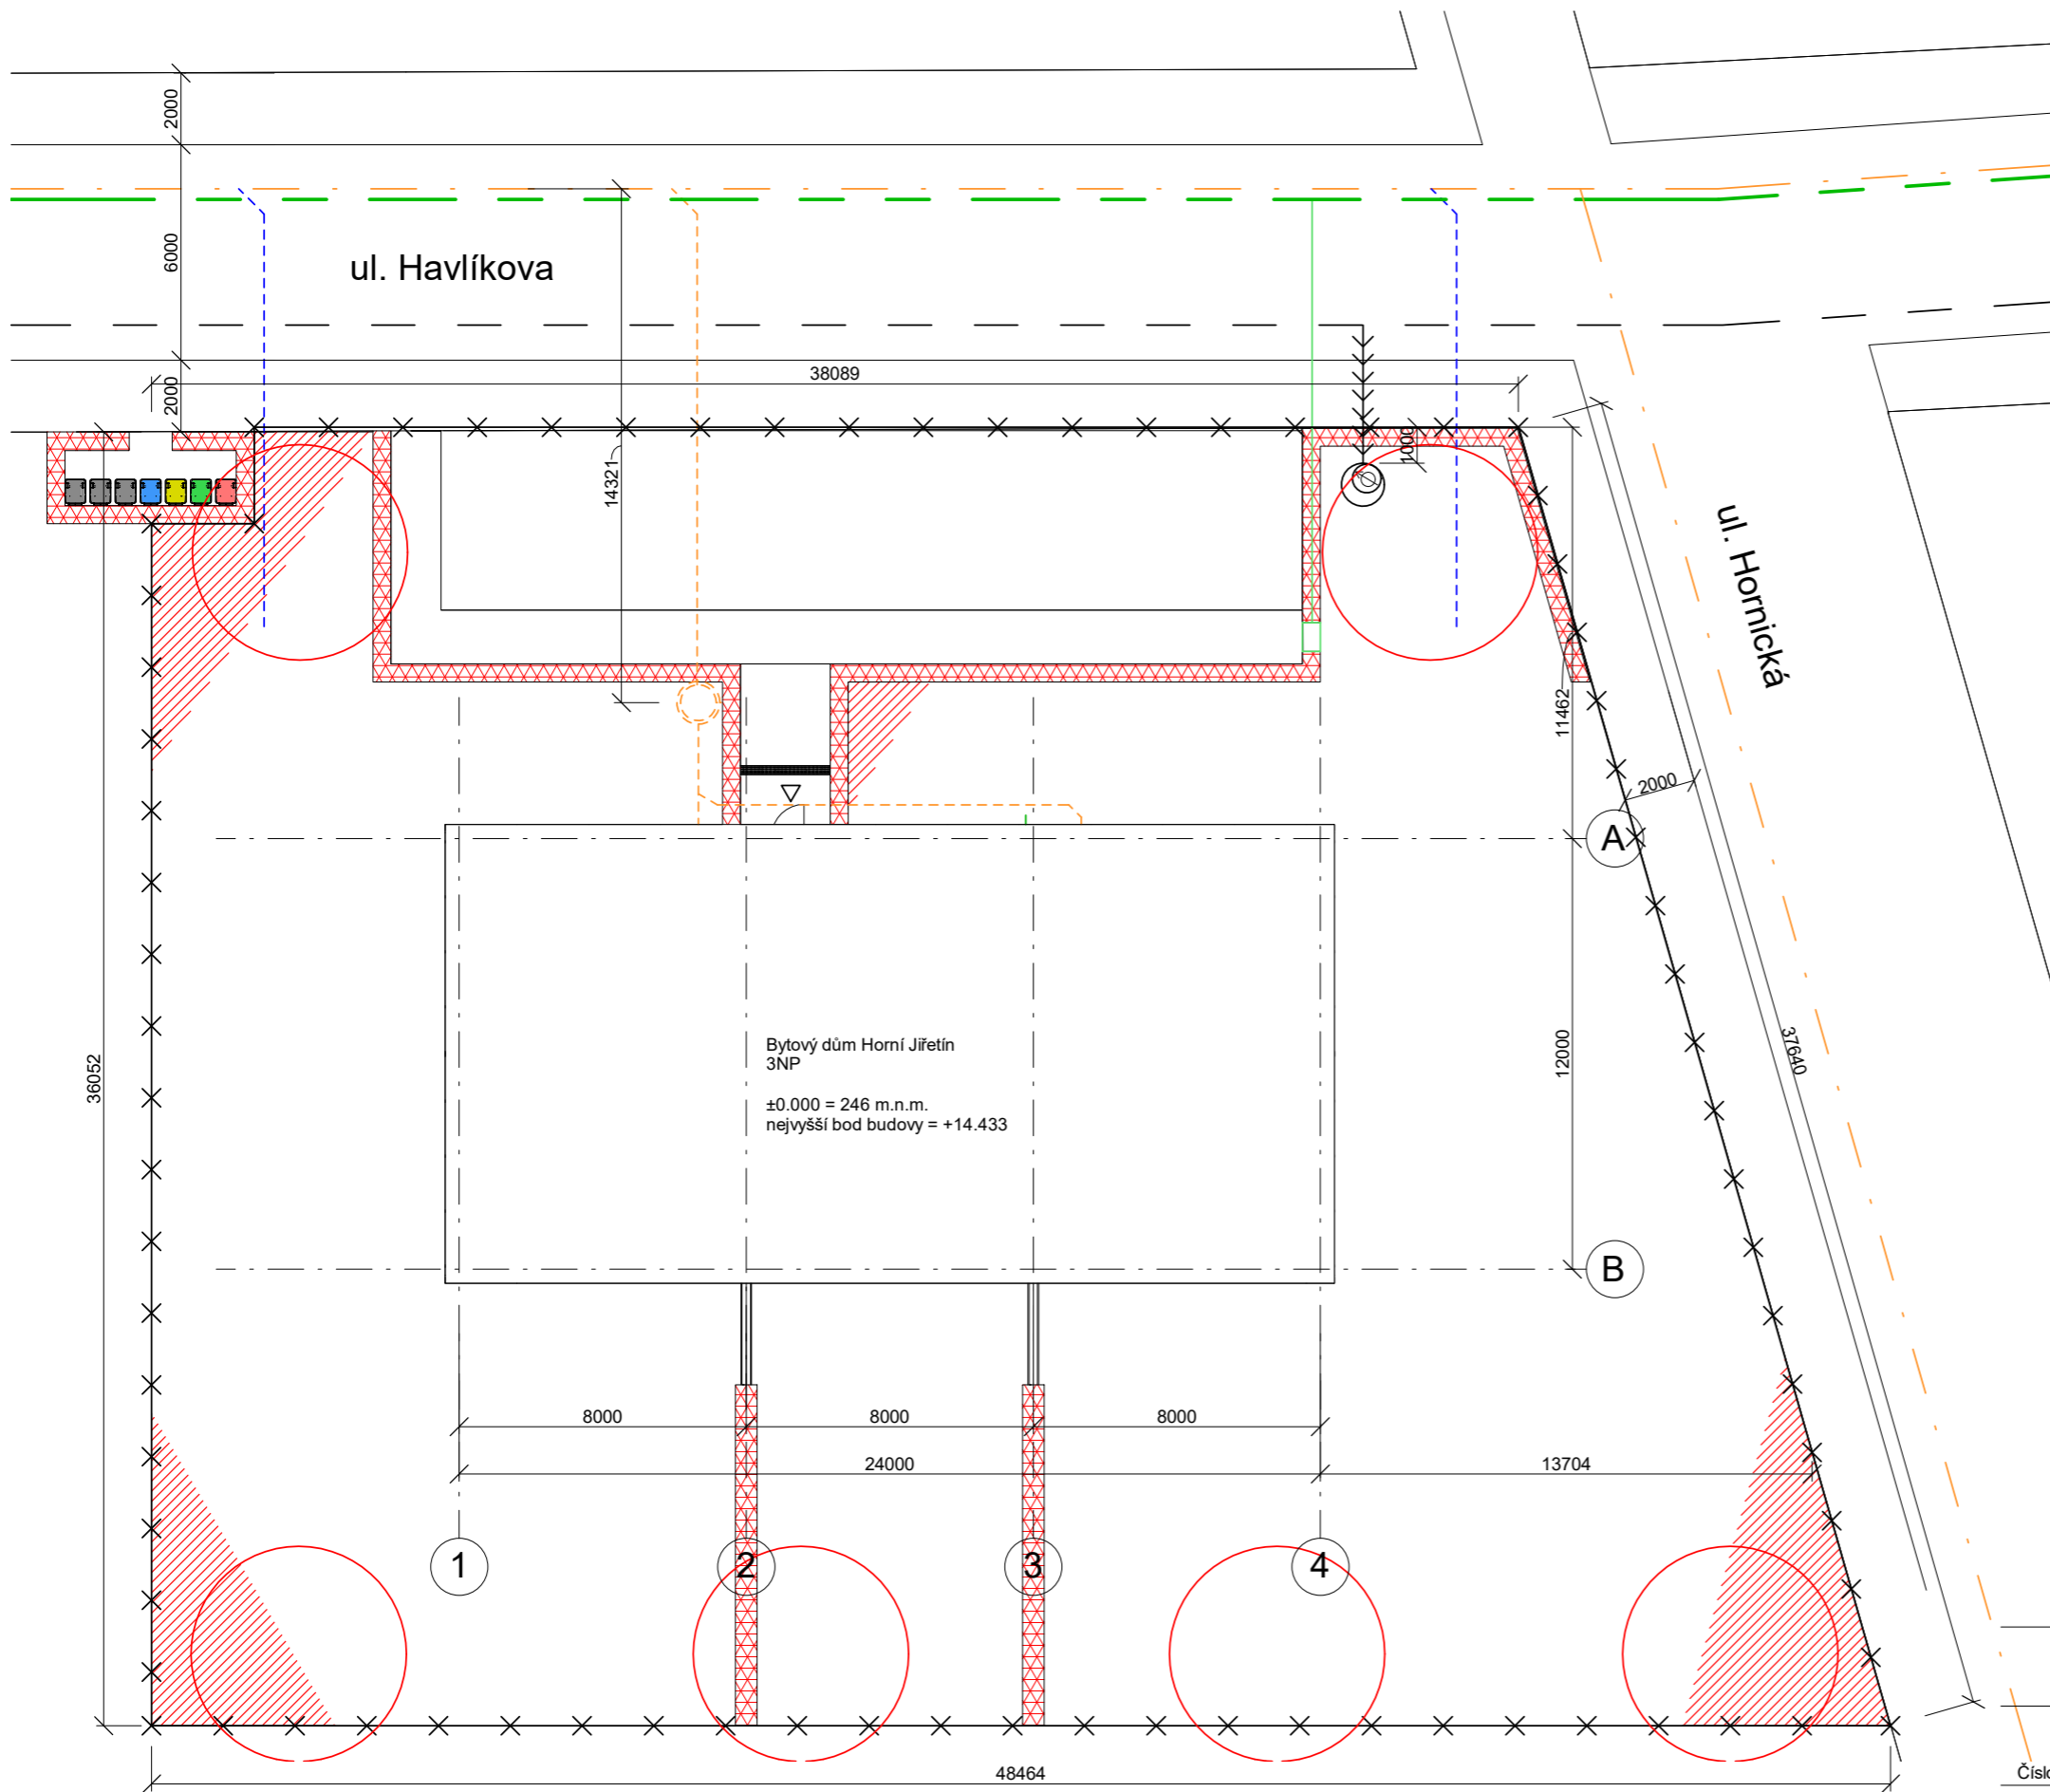 2000
6000
ul. Havlíkova
2000
38089
14321
1000
ul. Hornická
11462
2000
A
36052
Bytový dům Horní Jiřetín
3NP
±0.000 = 246 m.n.m.
nejvyšší bod budovy = +14.433
12000
37640
B
8000
8000
8000
24000
13704
1
2
3
4
48464